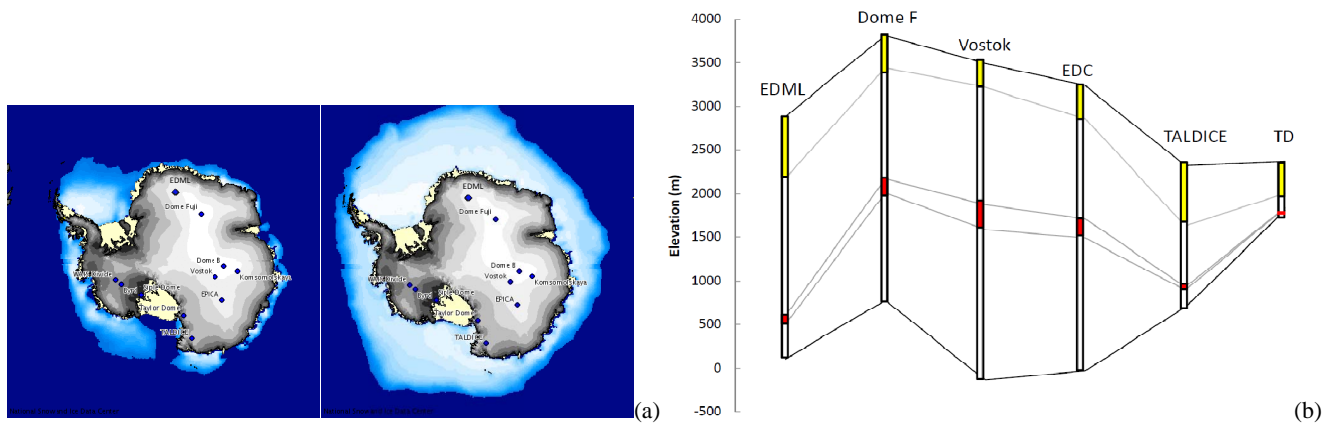 EDML
Dome Fuji
Dome B
Vostok
Komsomolskaya
WAIS Divide
Byrd
Siple Dome
EPICA
Taylor Dome
TALDICE
EDML
Dome Fuji
Dome B
Vostok
Komsomolskaya
WAIS Divide
Byrd
Siple Dome
EPICA
Taylor Dome
TALDICE
(a)
Elevation (m)
4000
3500
3000
2500
2000
1500
1000
500
0
-500
EDML
Dome F
Vostok
EDC
TALDICE
TD
(b)